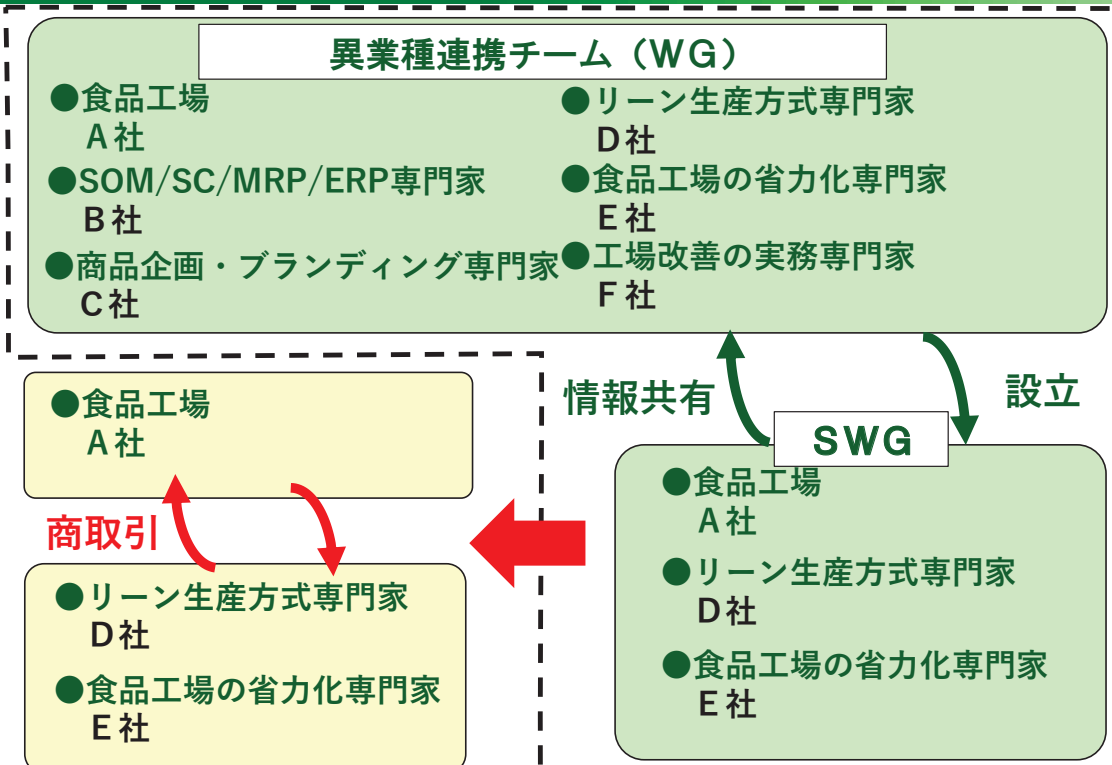 異業種連携チーム（WG）
●食品工場
A社
●SOM/SC/MRP/ERP専門家
B社
●商品企画・ブランディング専門家
C社
●リーン生産方式専門家
D社
●食品工場の省力化専門家
E社
●工場改善の実務専門家
F社
情報共有
設立
SWG
●食品工場
A社
●リーン生産方式専門家
D社
●食品工場の省力化専門家
E社
●食品工場
A社
商取引
●リーン生産方式専門家
D社
●食品工場の省力化専門家
E社